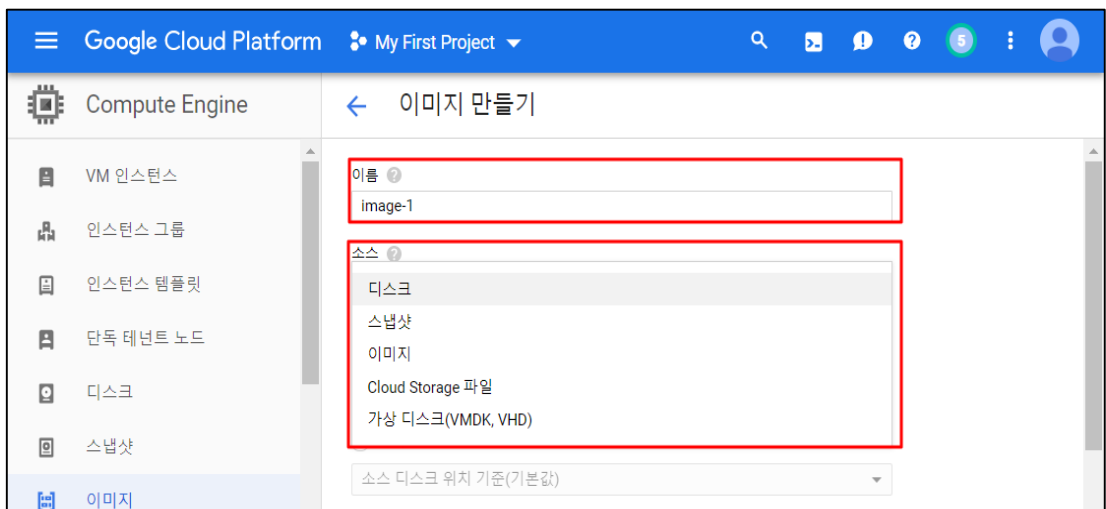 Google Cloud Platform My First Project 5
Compute Engine
이미지 만들기
VM 인스턴스
인스턴스 그룹
인스턴스 템플릿
단독 테넌트 노드
디스크
스냅샷
이미지
이름
image-1
소스
디스크
스냅샷
이미지
Cloud Storage 파일
가상 디스크(VMDK, VHD)
소스 디스크 위치 기준(기본값)